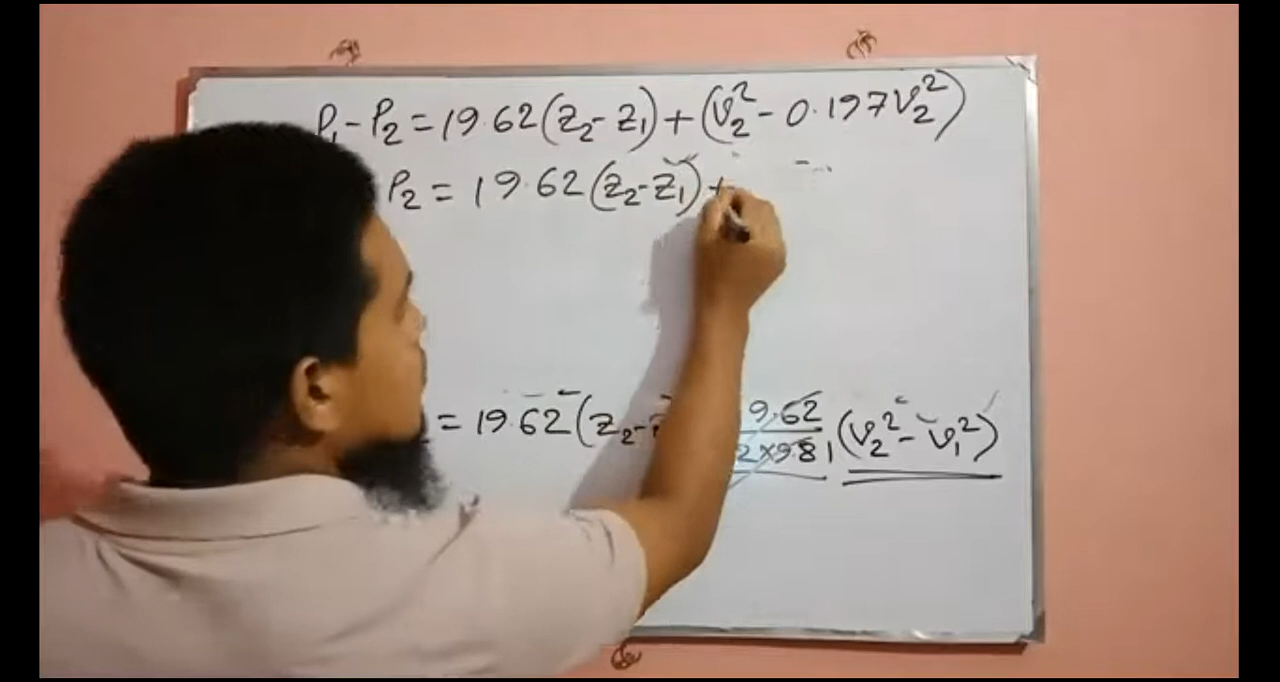 P₁ - P₂ = 19.62 (z₂ - z₁) + (v₂² - 0.197v₂²)
P₂ = 19.62 (z₂ - z₁) +
= 19.62 (z₂ - 9.62 / 2×9.81 (v₂² - v₁²)